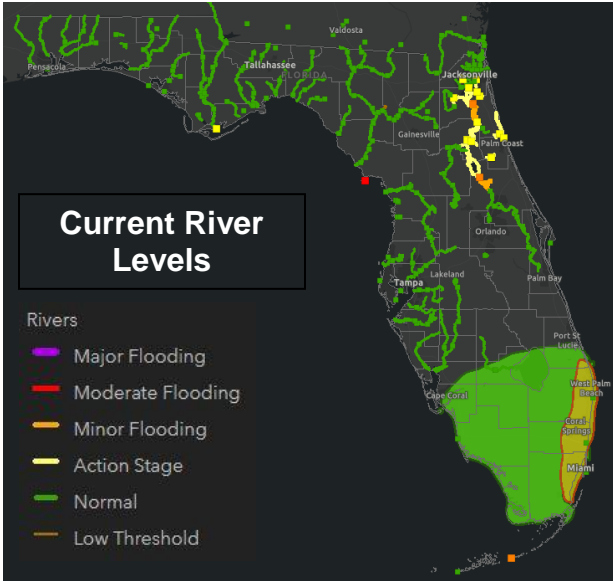 Valdosta
Pensacola
Tallahassee
FLORIDA
Jacksonville
Gainesville
Palm Coast
Current River
Levels
Orlando
Lakeland
Tampa
Palm Bay
Rivers
Major Flooding
Moderate Flooding
Minor Flooding
Action Stage
Normal
Low Threshold
Port St
Lucie
Cape Coral
West Palm
Beach
Coral
Springs
Miami